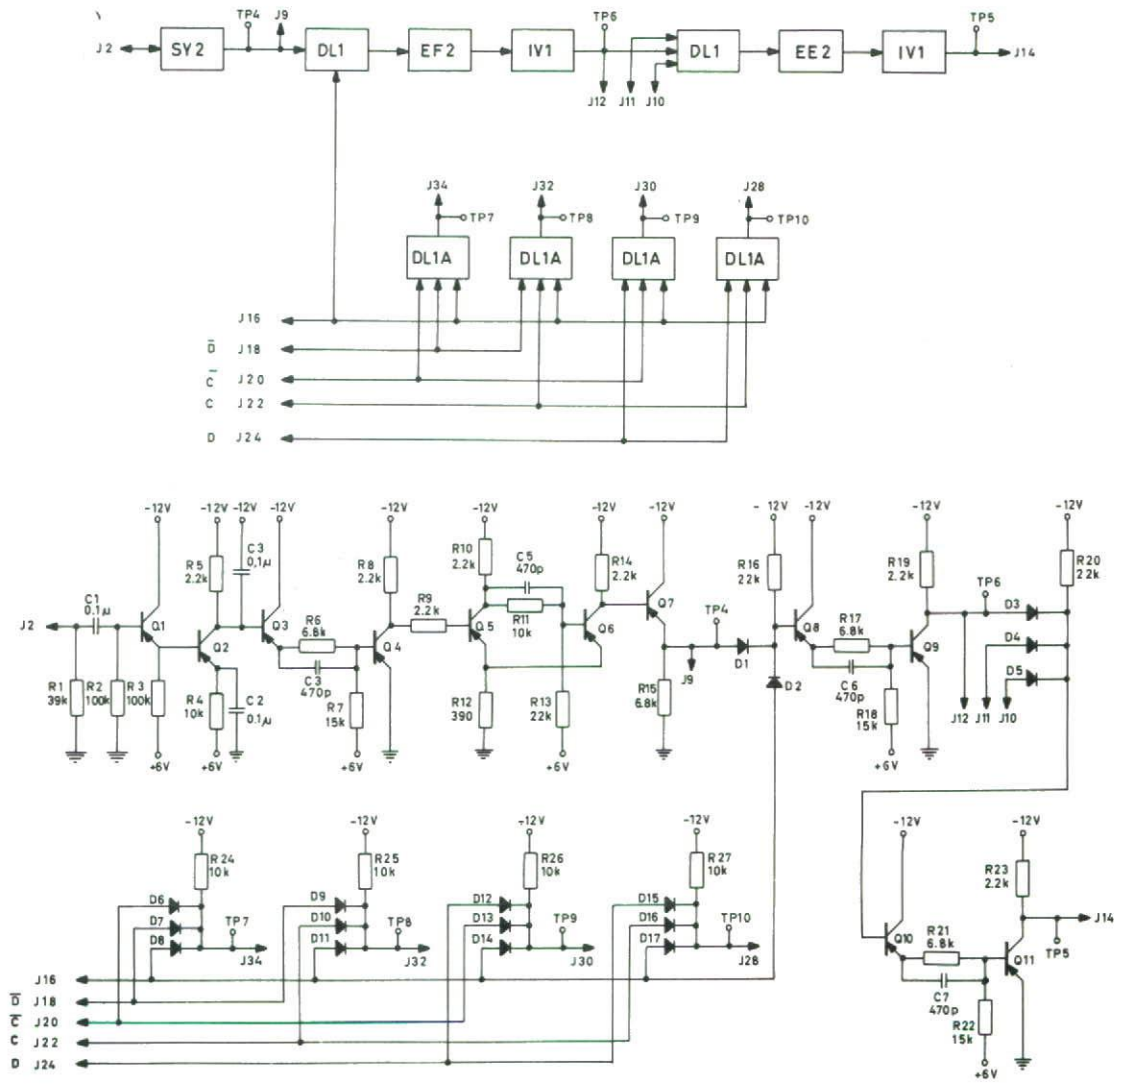 TP4 J9 TP6 TP5
J2 SY2 DL1 EF2 IV1 DL1 EE2 IV1 J14
J12 J11 J10
J34 J32 J30 J28
TP7 TP8 TP9 TP10
DL1A DL1A DL1A DL1A
J16
D̅ J18
C̅ J20
C J22
D J24
-12V -12V -12V -12V -12V -12V -12V -12V - 12V -12V -12V -12V
R5 2.2k
C3 0,1µ
R8 2.2k
R10 2.2k
C5 470p
R14 2.2k
R16 22k
R19 2.2k
TP6
R20 22k
C1 0.1µ
J2
Q1
Q2
Q3
R6 6.8k
C3 470p
Q4
R9 2.2k
Q5
R11 10k
Q6
Q7
TP4
J9
D1
D2
Q8
R17 6.8k
C6 470p
Q9
D3
D4
D5
J12 J11 J10
R1 39k
R2 100k
R3 100k
R4 10k
C2 0.1µ
R7 15k
R12 390
R13 22k
R15 6.8k
R18 15k
+6V +6V +6V +6V +6V
-12V -12V -12V -12V -12V -12V
R24 10k
R25 10k
R26 10k
R27 10k
R23 2.2k
D6 D9 D12 D15
D7 D10 D13 D16
D8 D11 D14 D17
TP7 TP8 TP9 TP10
J34 J32 J30 J28
J14
TP5
Q10
R21 6.8k
Q11
C7 470p
R22 15k
+6V
J16
D̅ J18
C̅ J20
C J22
D J24